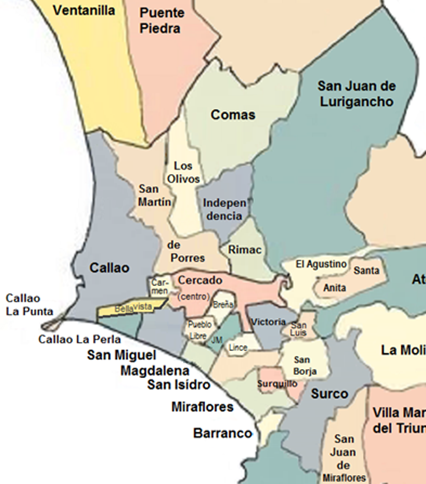 Ventanilla
Puente
Piedra
San Juan de
Lurigancho
Comas
Los
Olivos
San
Martín
Indepen
dencia
de
Porres
Rimac
Callao
El Agustino
Santa
Anita
At
Car-
men
Cercado
(centro)
Breña
Bellavista
Callao
La Punta
Pueblo
Libre
JM
Victoria
San
Luis
Lince
Callao La Perla
La Moli
San Miguel
Magdalena
San Isidro
San
Borja
Surquillo
Surco
Miraflores
Barranco
Villa Mar
del Triun
San
Juan
de
Miraflores